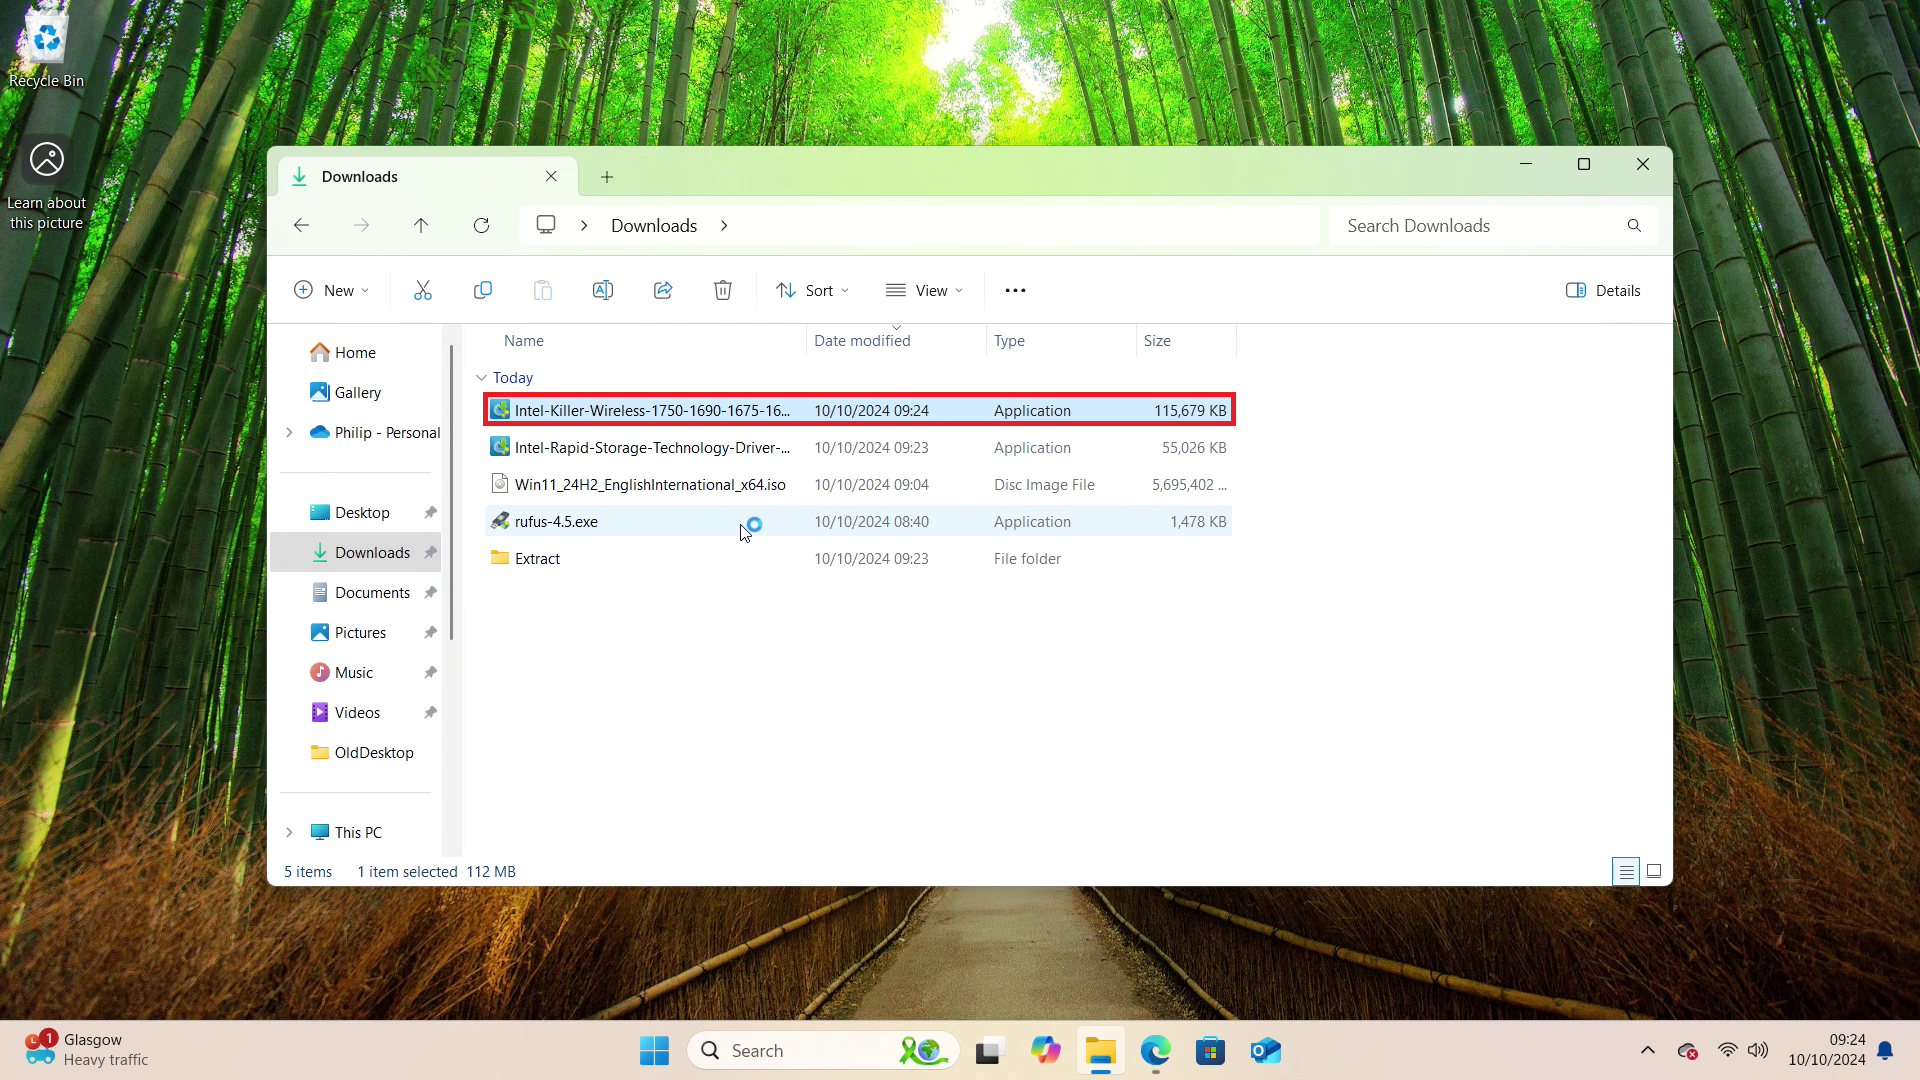 Recycle Bin
Learn about
this picture
Downloads
Downloads
Search Downloads
New
Sort
View
Details
Name
Date modified
Type
Size
Home
Gallery
Philip - Personal
Desktop
Downloads
Documents
Pictures
Music
Videos
OldDesktop
This PC
Today
Intel-Killer-Wireless-1750-1690-1675-16... 10/10/2024 09:24 Application 115,679 KB
Intel-Rapid-Storage-Technology-Driver-... 10/10/2024 09:23 Application 55,026 KB
Win11_24H2_EnglishInternational_x64.iso 10/10/2024 09:04 Disc Image File 5,695,402 ...
rufus-4.5.exe 10/10/2024 08:40 Application 1,478 KB
Extract 10/10/2024 09:23 File folder
5 items 1 item selected 112 MB
1
Glasgow
Heavy traffic
Search
09:24
10/10/2024